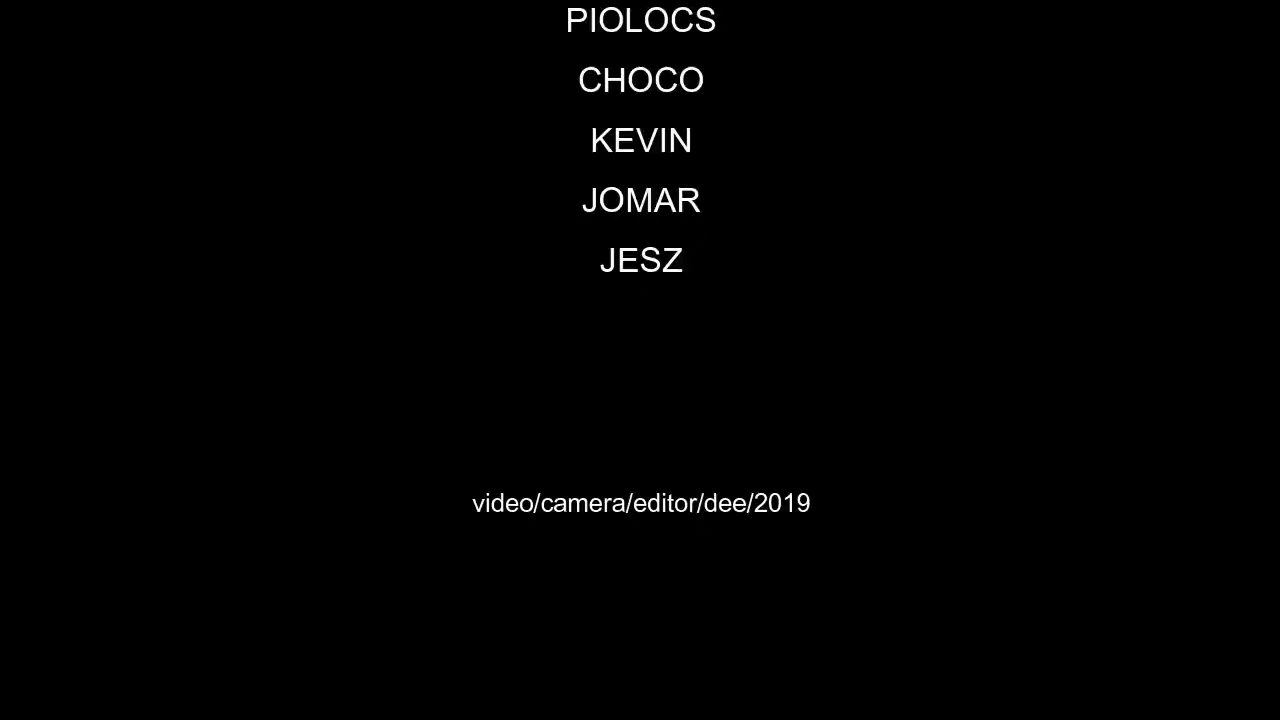 PIOLOCS
CHOCO
KEVIN
JOMAR
JESZ
video/camera/editor/dee/2019